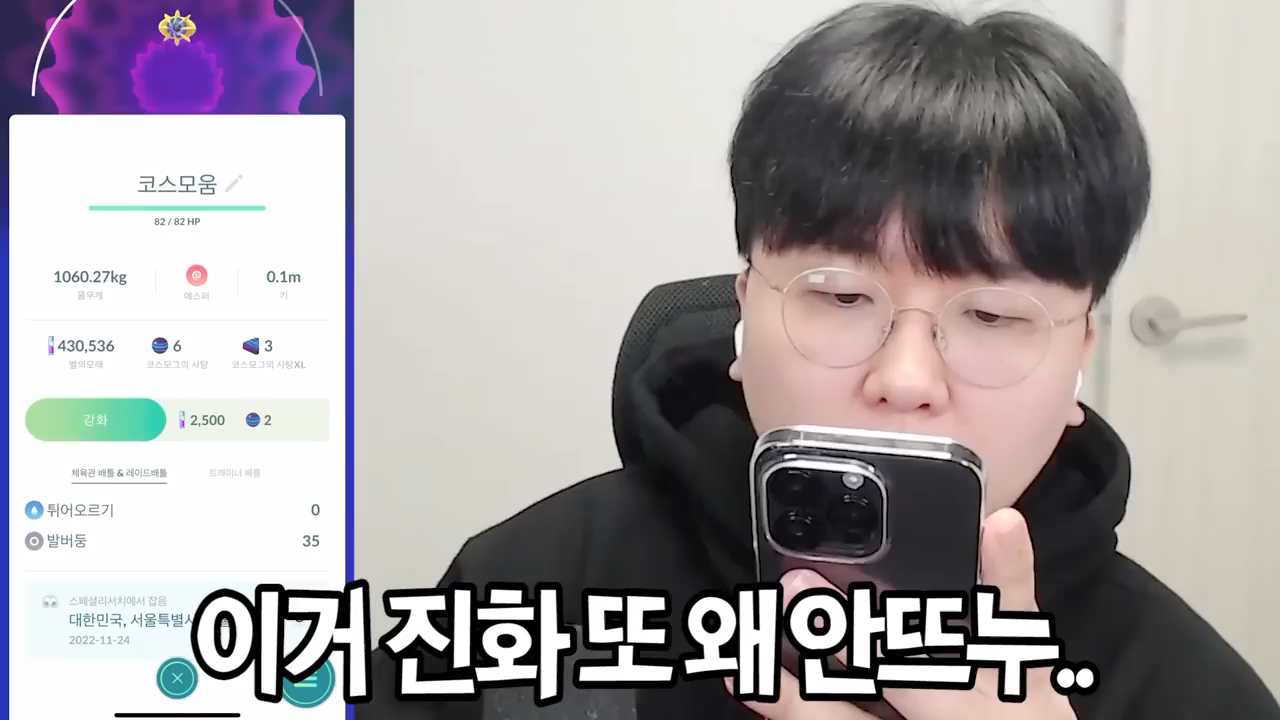 코스모움
82 / 82 HP
1060.27kg
0.1m
몸무게
에스퍼
키
430,536
6
3
별의모래
코스모그의 사탕
코스모그의 사탕XL
강화
2,500
2
체육관 배틀 & 레이드배틀
트레이너 배틀
튀어오르기
0
발버둥
35
스페셜리서치에서 잡음
대한민국, 서울특별시
2022-11-24
이거 진화 또 왜 안뜨누..